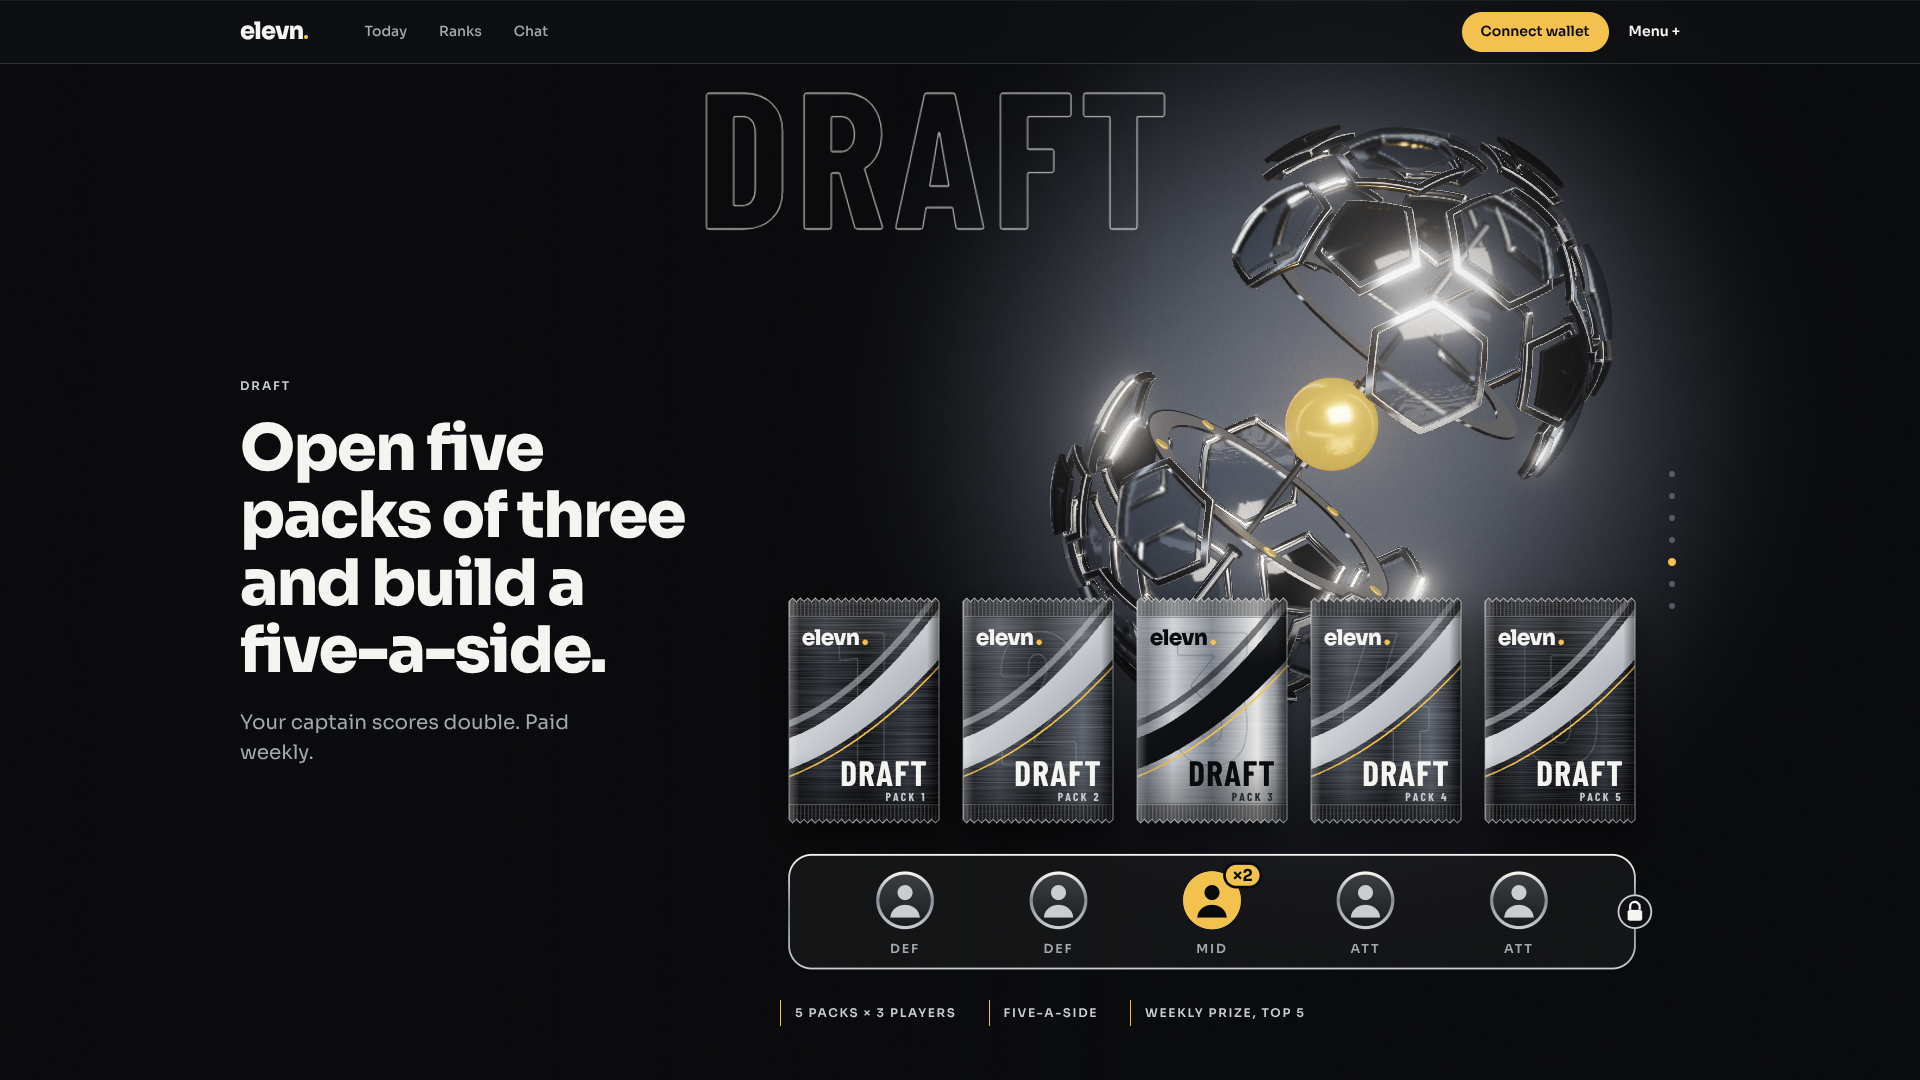 elevn.
Today Ranks Chat
Connect wallet Menu +
DRAFT
DRAFT
Open five
packs of three
and build a
five-a-side.
Your captain scores double. Paid
weekly.
elevn. elevn. elevn. elevn. elevn.
DRAFT DRAFT DRAFT DRAFT DRAFT
PACK 1 PACK 2 PACK 3 PACK 4 PACK 5
×2
DEF DEF MID ATT ATT
5 PACKS × 3 PLAYERS FIVE-A-SIDE WEEKLY PRIZE, TOP 5